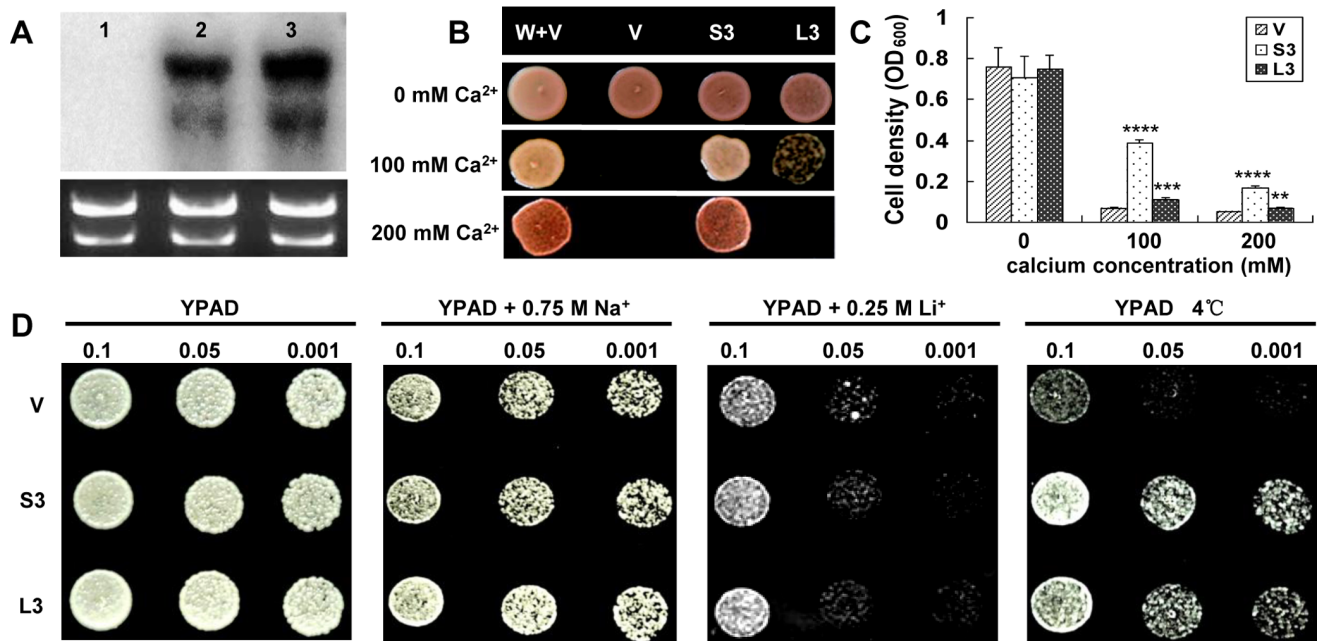 A
1 2 3
B
W+V V S3 L3
0 mM Ca²⁺
100 mM Ca²⁺
200 mM Ca²⁺
C
Cell density (OD₆₀₀)
1
0.8
0.6
0.4
0.2
0
V
S3
L3
****
***
****
**
0 100 200
calcium concentration (mM)
D
YPAD YPAD + 0.75 M Na⁺ YPAD + 0.25 M Li⁺ YPAD 4℃
0.1 0.05 0.001 0.1 0.05 0.001 0.1 0.05 0.001 0.1 0.05 0.001
V
S3
L3